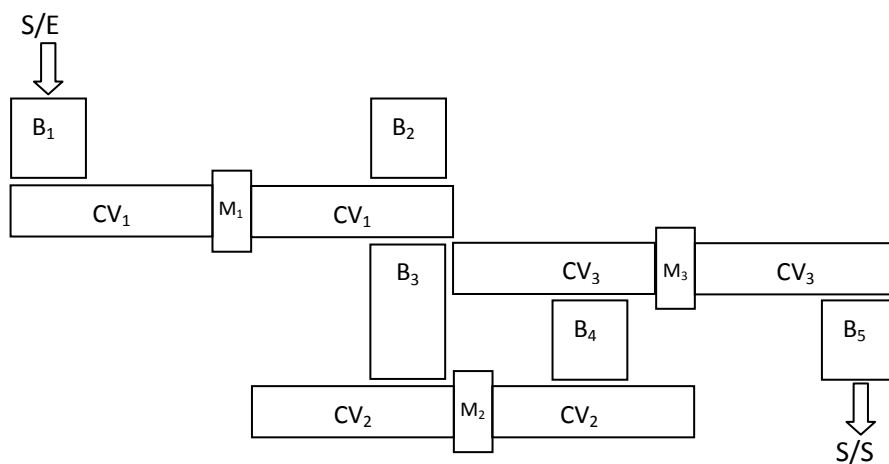 S/E
B₁
B₂
CV₁
M₁
CV₁
B₃
CV₃
M₃
CV₃
B₄
B₅
CV₂
M₂
CV₂
S/S